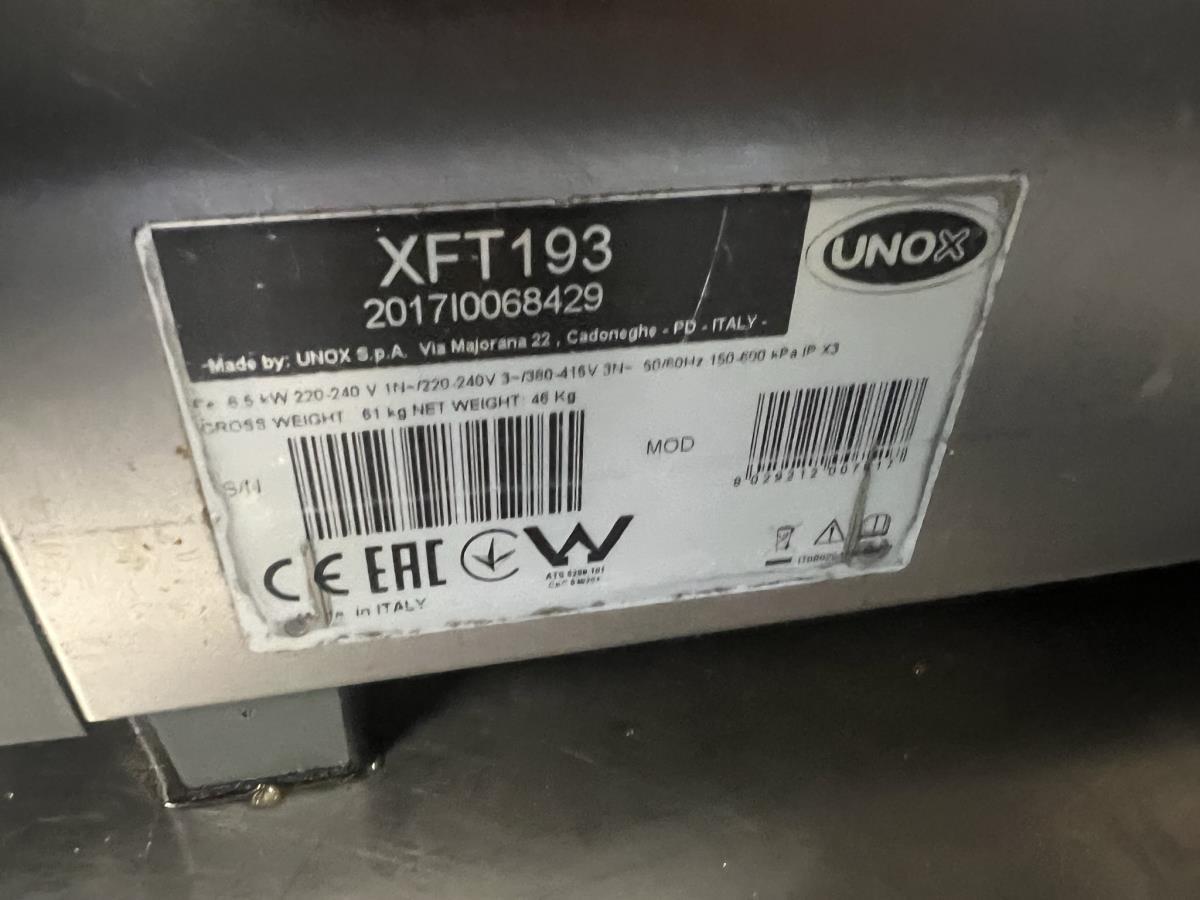 XFT193
UNOX
2017I0068429
Made by: UNOX S.p.A. Via Majorana 22 , Cadoneghe - PD - ITALY -
6.5 kW 220-240 V 1N~/220-240V 3~/380-415V 3N~ 50/60Hz 150-600 kPa IP X3
GROSS WEIGHT 61 kg NET WEIGHT: 46 Kg
S/N
MOD
CE EAC
in ITALY